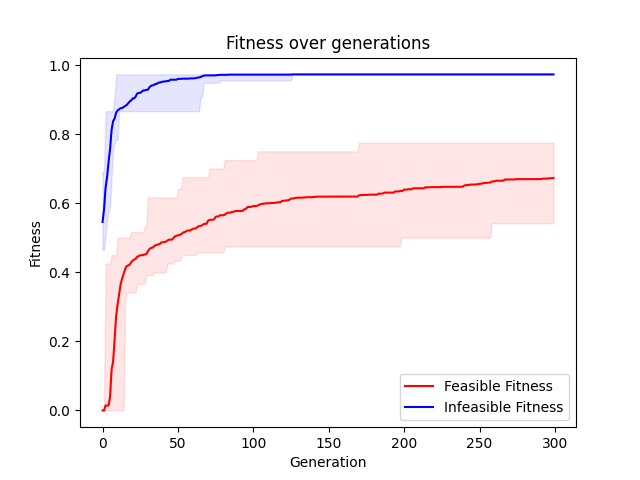 Fitness over generations
Fitness
1.0
0.8
0.6
0.4
0.2
0.0
0
50
100
150
200
250
300
Generation
Feasible Fitness
Infeasible Fitness